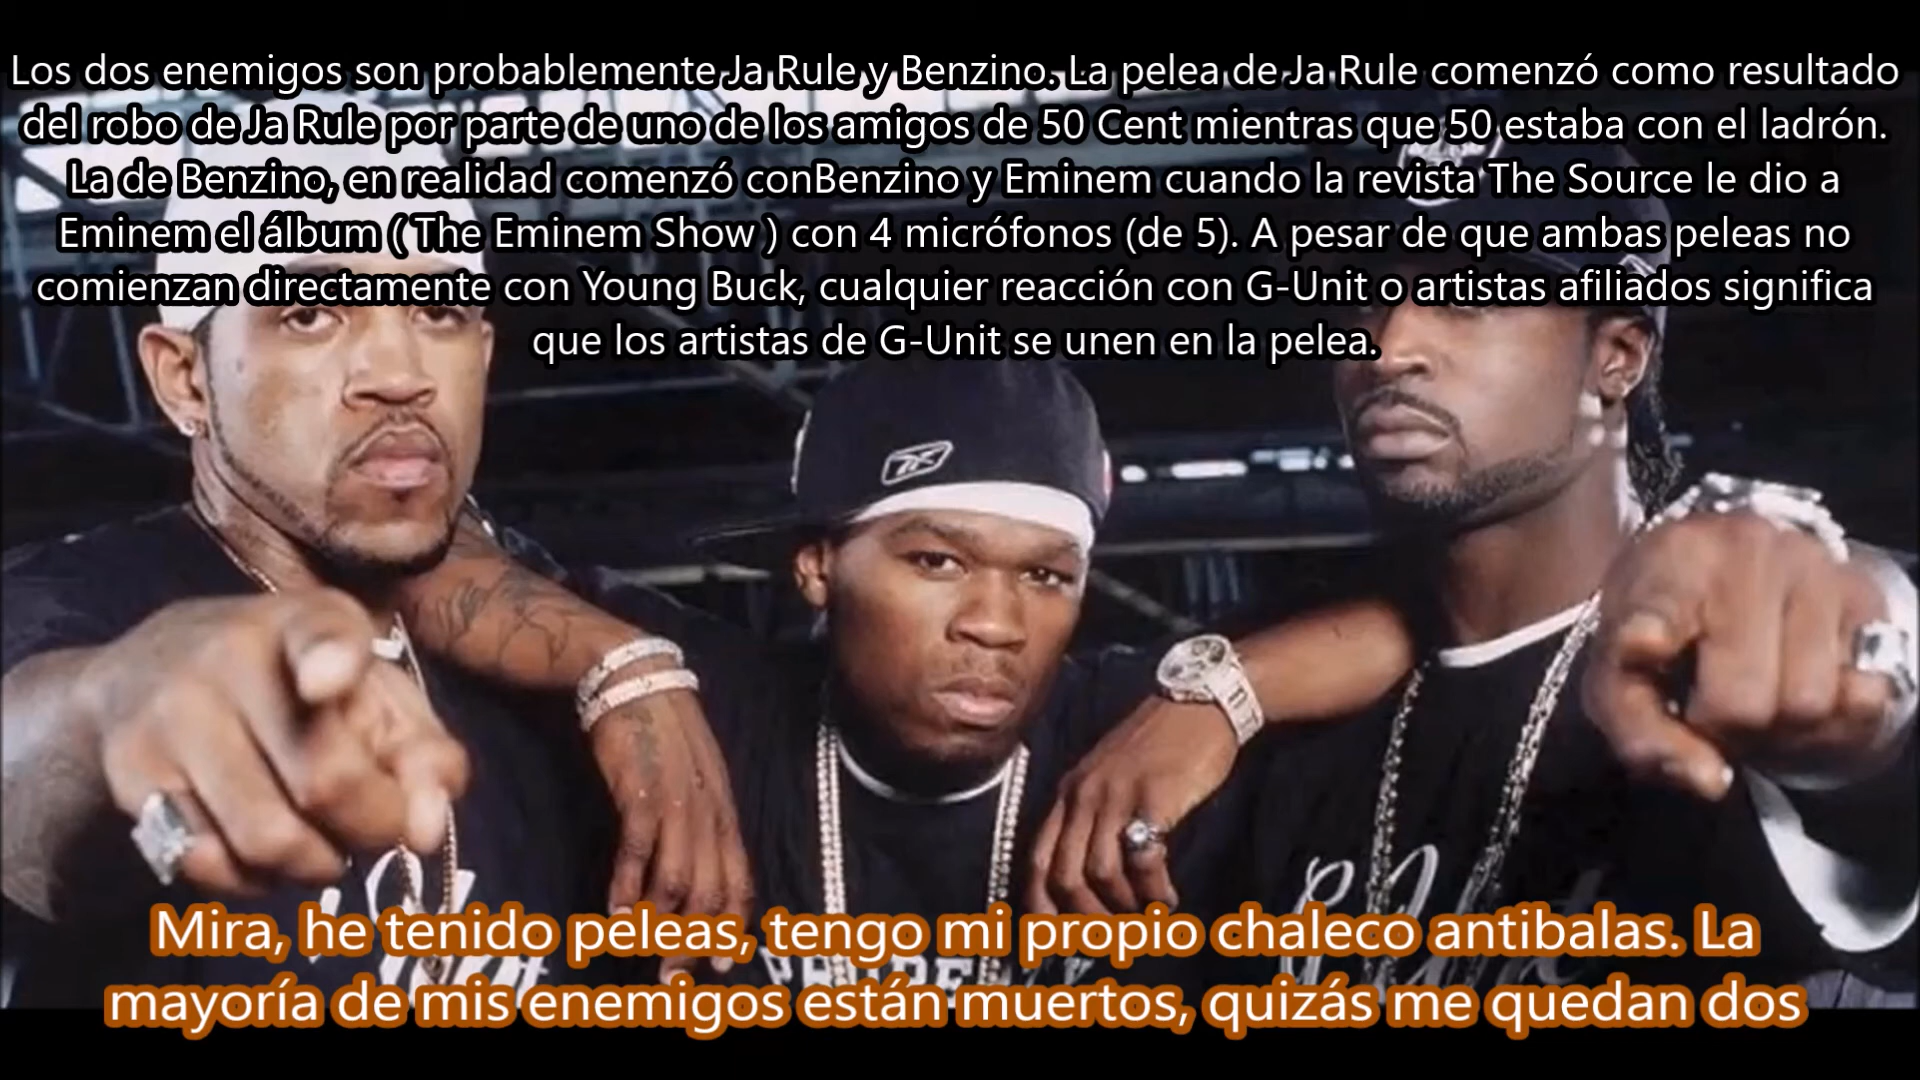 Los dos enemigos son probablemente Ja Rule y Benzino. La pelea de Ja Rule comenzó como resultado
del robo de Ja Rule por parte de uno de los amigos de 50 Cent mientras que 50 estaba con el ladrón.
La de Benzino, en realidad comenzó conBenzino y Eminem cuando la revista The Source le dio a
Eminem el álbum ( The Eminem Show ) con 4 micrófonos (de 5). A pesar de que ambas peleas no
comienzan directamente con Young Buck, cualquier reacción con G-Unit o artistas afiliados significa
que los artistas de G-Unit se unen en la pelea.
Mira, he tenido peleas, tengo mi propio chaleco antibalas. La
mayoría de mis enemigos están muertos, quizás me quedan dos